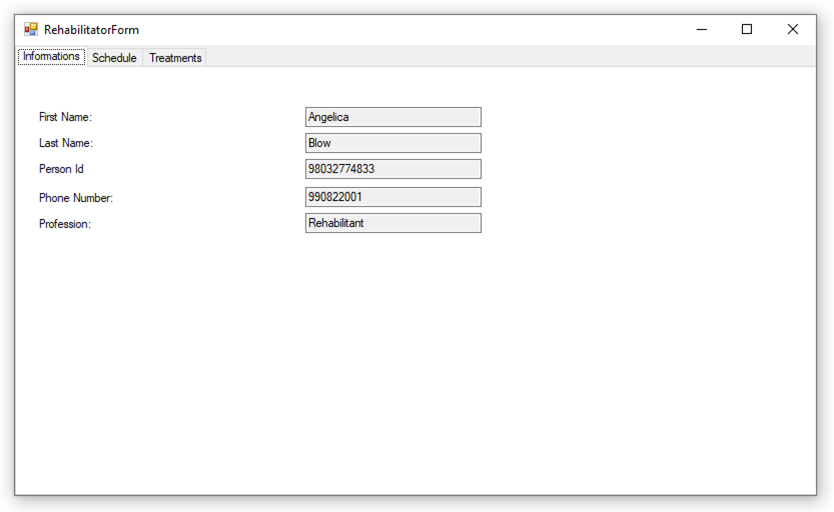 RehabilitatorForm
Informations Schedule Treatments
First Name: Angelica
Last Name: Blow
Person Id 98032774833
Phone Number: 990822001
Profession: Rehabilitant